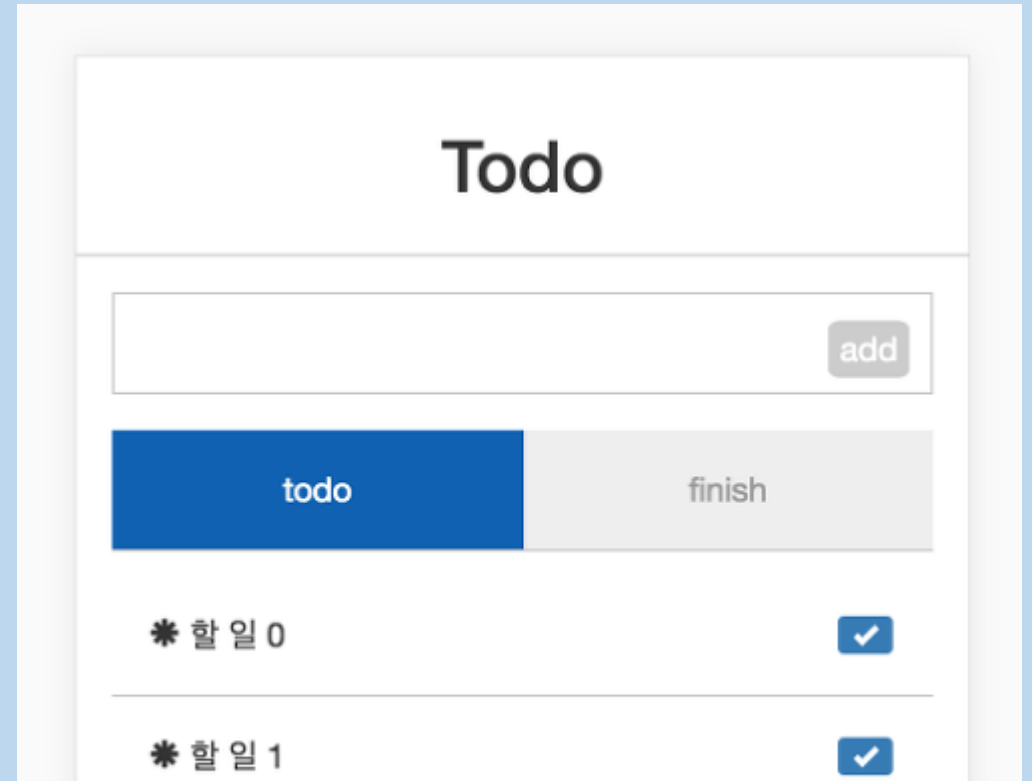 Todo
add
todo finish
할 일 0
할 일 1